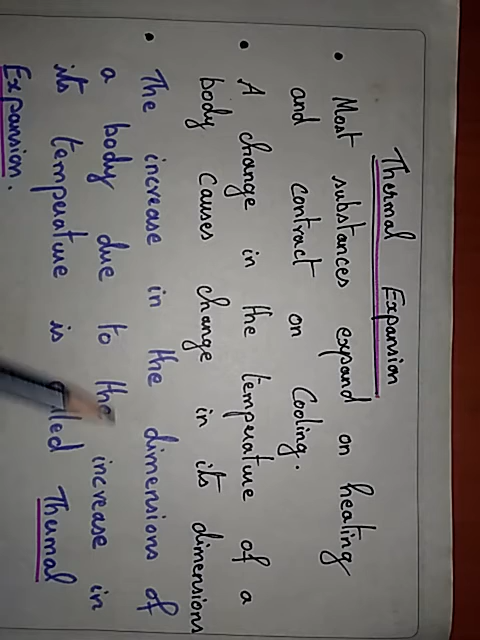 Thermal Expansion
• Most substances expand on heating
and contract on Cooling.
• A change in the temperature of a
body causes change in its dimensions
• The increase in the dimensions of
a body due to the increase in
its temperature is called Thermal
Expansion.